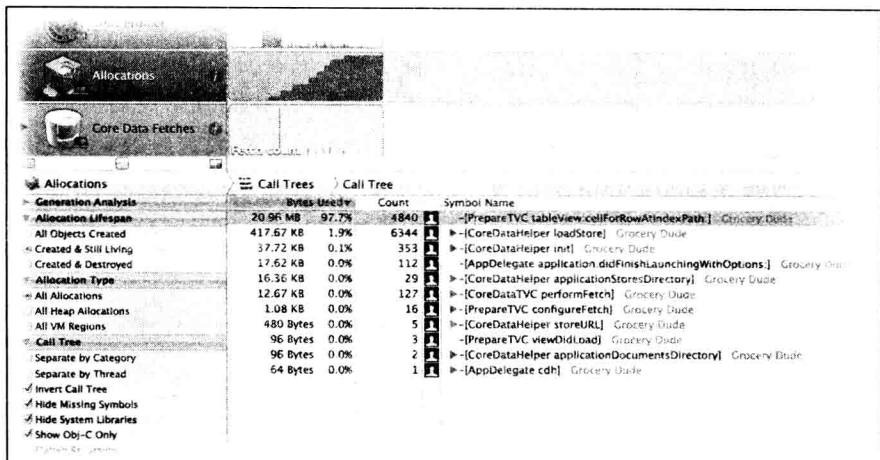 Allocations
Core Data Fetches
Allocations Call Trees Call Tree
Generation Analysis Bytes Used Count Symbol Name
Allocation Lifespan 20.96 MB 97.7% 4840 -[PrepareTVC tableView:cellForRowAtIndexPath:] Grocery Dude
All Objects Created 417.67 KB 1.9% 6344 -[CoreDataHelper loadStore] Grocery Dude
Created & Still Living 37.72 KB 0.1% 353 -[CoreDataHelper init] Grocery Dude
Created & Destroyed 17.62 KB 0.0% 112 -[AppDelegate application:didFinishLaunchingWithOptions:] Grocery
Allocation Type 16.36 KB 0.0% 29 -[CoreDataHelper applicationStoresDirectory] Grocery Dude
All Allocations 12.67 KB 0.0% 127 -[CoreDataTVC performFetch] Grocery Dude
All Heap Allocations 1.08 KB 0.0% 16 -[PrepareTVC configureFetch] Grocery Dude
All VM Regions 480 Bytes 0.0% 5 -[CoreDataHelper storeURL] Grocery Dude
Call Tree 96 Bytes 0.0% 3 -[PrepareTVC viewDidLoad] Grocery Dude
Separate by Category 96 Bytes 0.0% 2 -[CoreDataHelper applicationDocumentsDirectory] Grocery Dude
Separate by Thread 64 Bytes 0.0% 1 -[AppDelegate cdh] Grocery Dude
Invert Call Tree
Hide Missing Symbols
Hide System Libraries
Show Obj-C Only